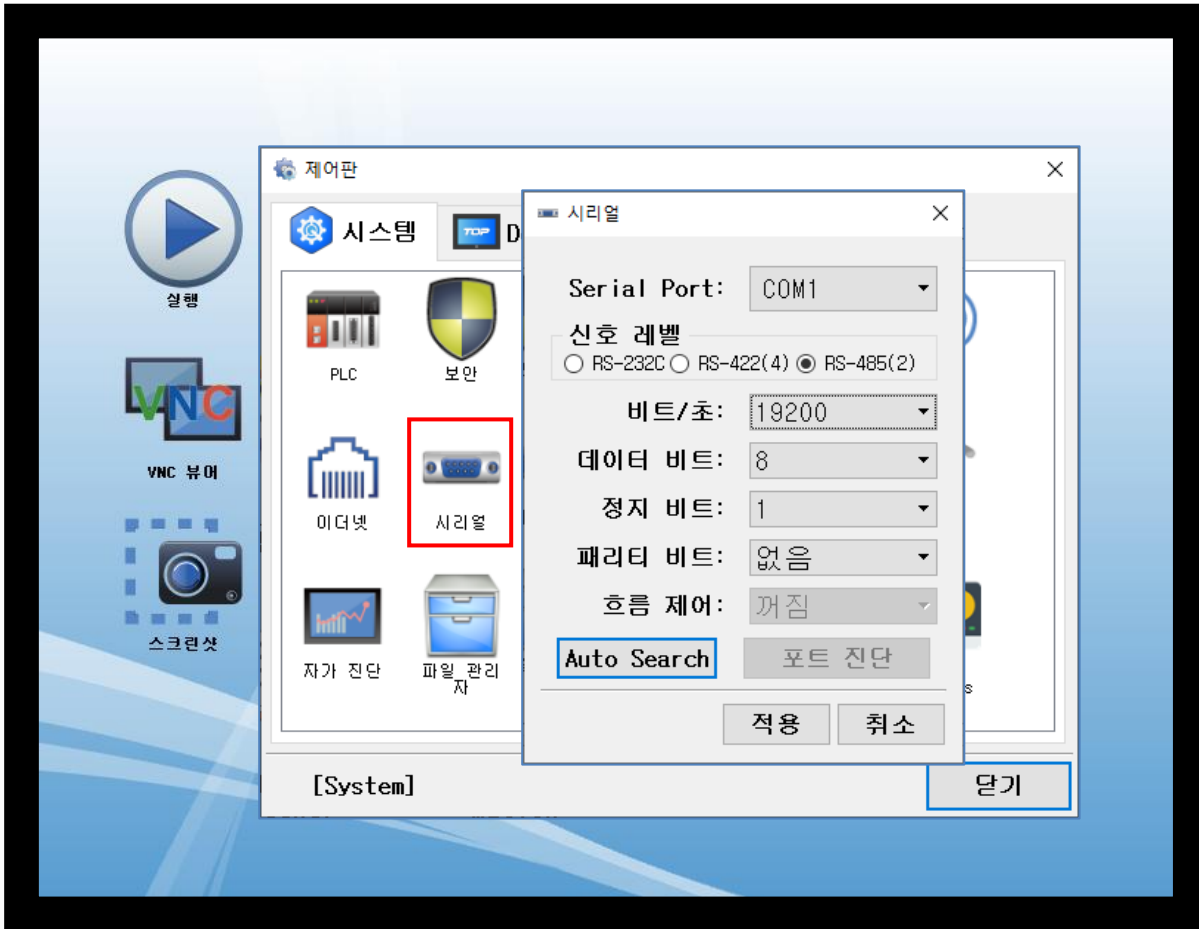 제어판
시스템
TOP
D
시리얼
Serial Port: COM1
신호 레벨
RS-232C RS-422(4) RS-485(2)
비트/초: 19200
데이터 비트: 8
정지 비트: 1
패리티 비트: 없음
흐름 제어: 꺼짐
Auto Search 포트 진단
적용 취소
실행
VNC
VNC 뷰어
스크린샷
PLC
보안
이더넷
시리얼
자가 진단
파일 관리
자
s
[System]
닫기